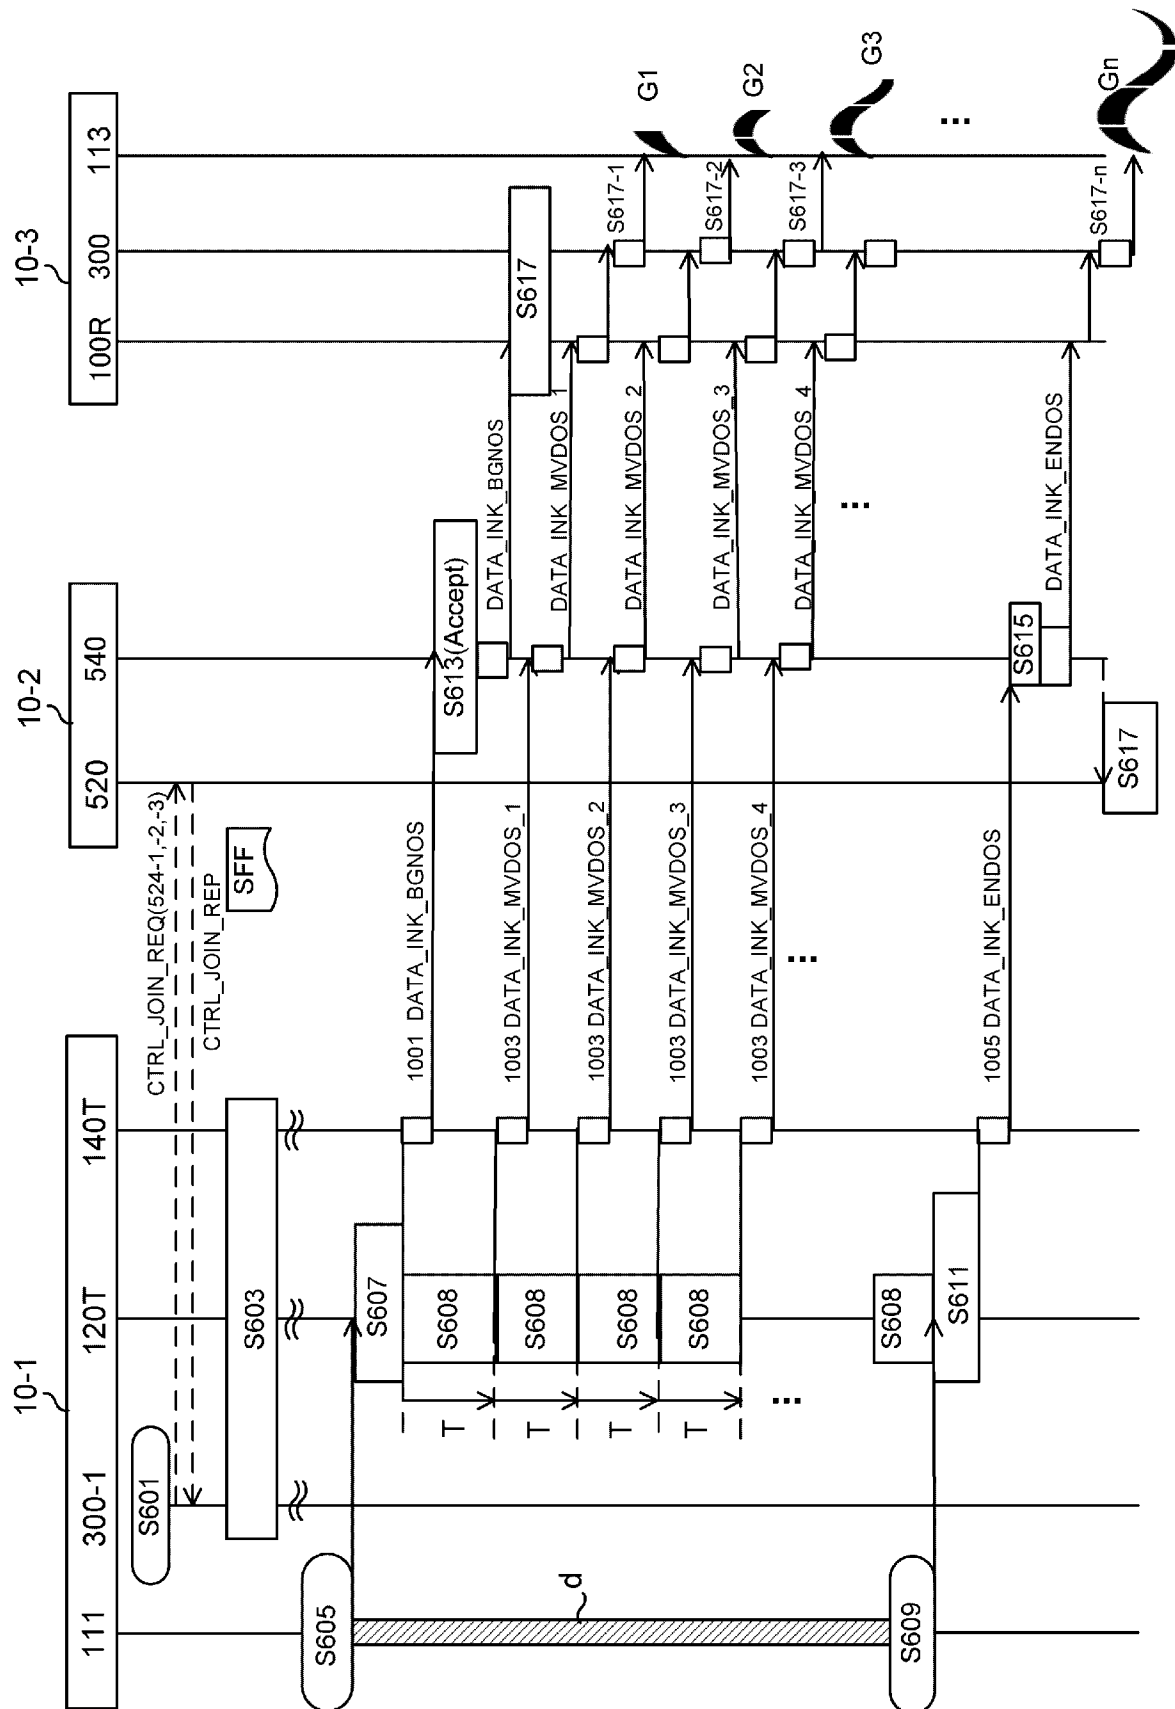 10-1
10-2
10-3
111 300-1 120T 140T
520 540
100R 300 113
S601
CTRL_JOIN_REQ(524-1,-2,-3)
CTRL_JOIN_REP
SFF
S603
S605
S607
1001 DATA_INK_BGNOS
S613(Accept)
DATA_INK_BGNOS
S617
T
S608
1003 DATA_INK_MVDOS_1
DATA_INK_MVDOS_1
S617-1
G1
T
S608
1003 DATA_INK_MVDOS_2
DATA_INK_MVDOS_2
S617-2
G2
d
T
S608
1003 DATA_INK_MVDOS_3
DATA_INK_MVDOS_3
S617-3
G3
T
S608
1003 DATA_INK_MVDOS_4
DATA_INK_MVDOS_4
...
...
...
...
S608
S609
S611
1005 DATA_INK_ENDOS
S615
DATA_INK_ENDOS
S617-n
Gn
S617